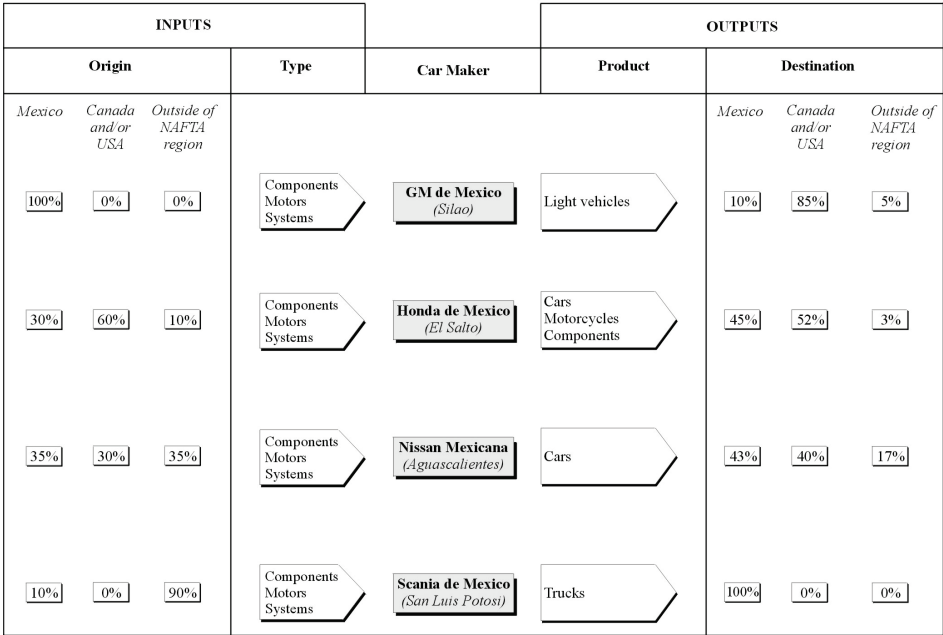 INPUTS
OUTPUTS
Origin
Type
Car Maker
Product
Destination
Mexico
Canada
and/or
USA
Outside of
NAFTA
region
Mexico
Canada
and/or
USA
Outside of
NAFTA
region
100%
0%
0%
Components
Motors
Systems
GM de Mexico
(Silao)
Light vehicles
10%
85%
5%
30%
60%
10%
Components
Motors
Systems
Honda de Mexico
(El Salto)
Cars
Motorcycles
Components
45%
52%
3%
35%
30%
35%
Components
Motors
Systems
Nissan Mexicana
(Aguascalientes)
Cars
43%
40%
17%
10%
0%
90%
Components
Motors
Systems
Scania de Mexico
(San Luis Potosi)
Trucks
100%
0%
0%